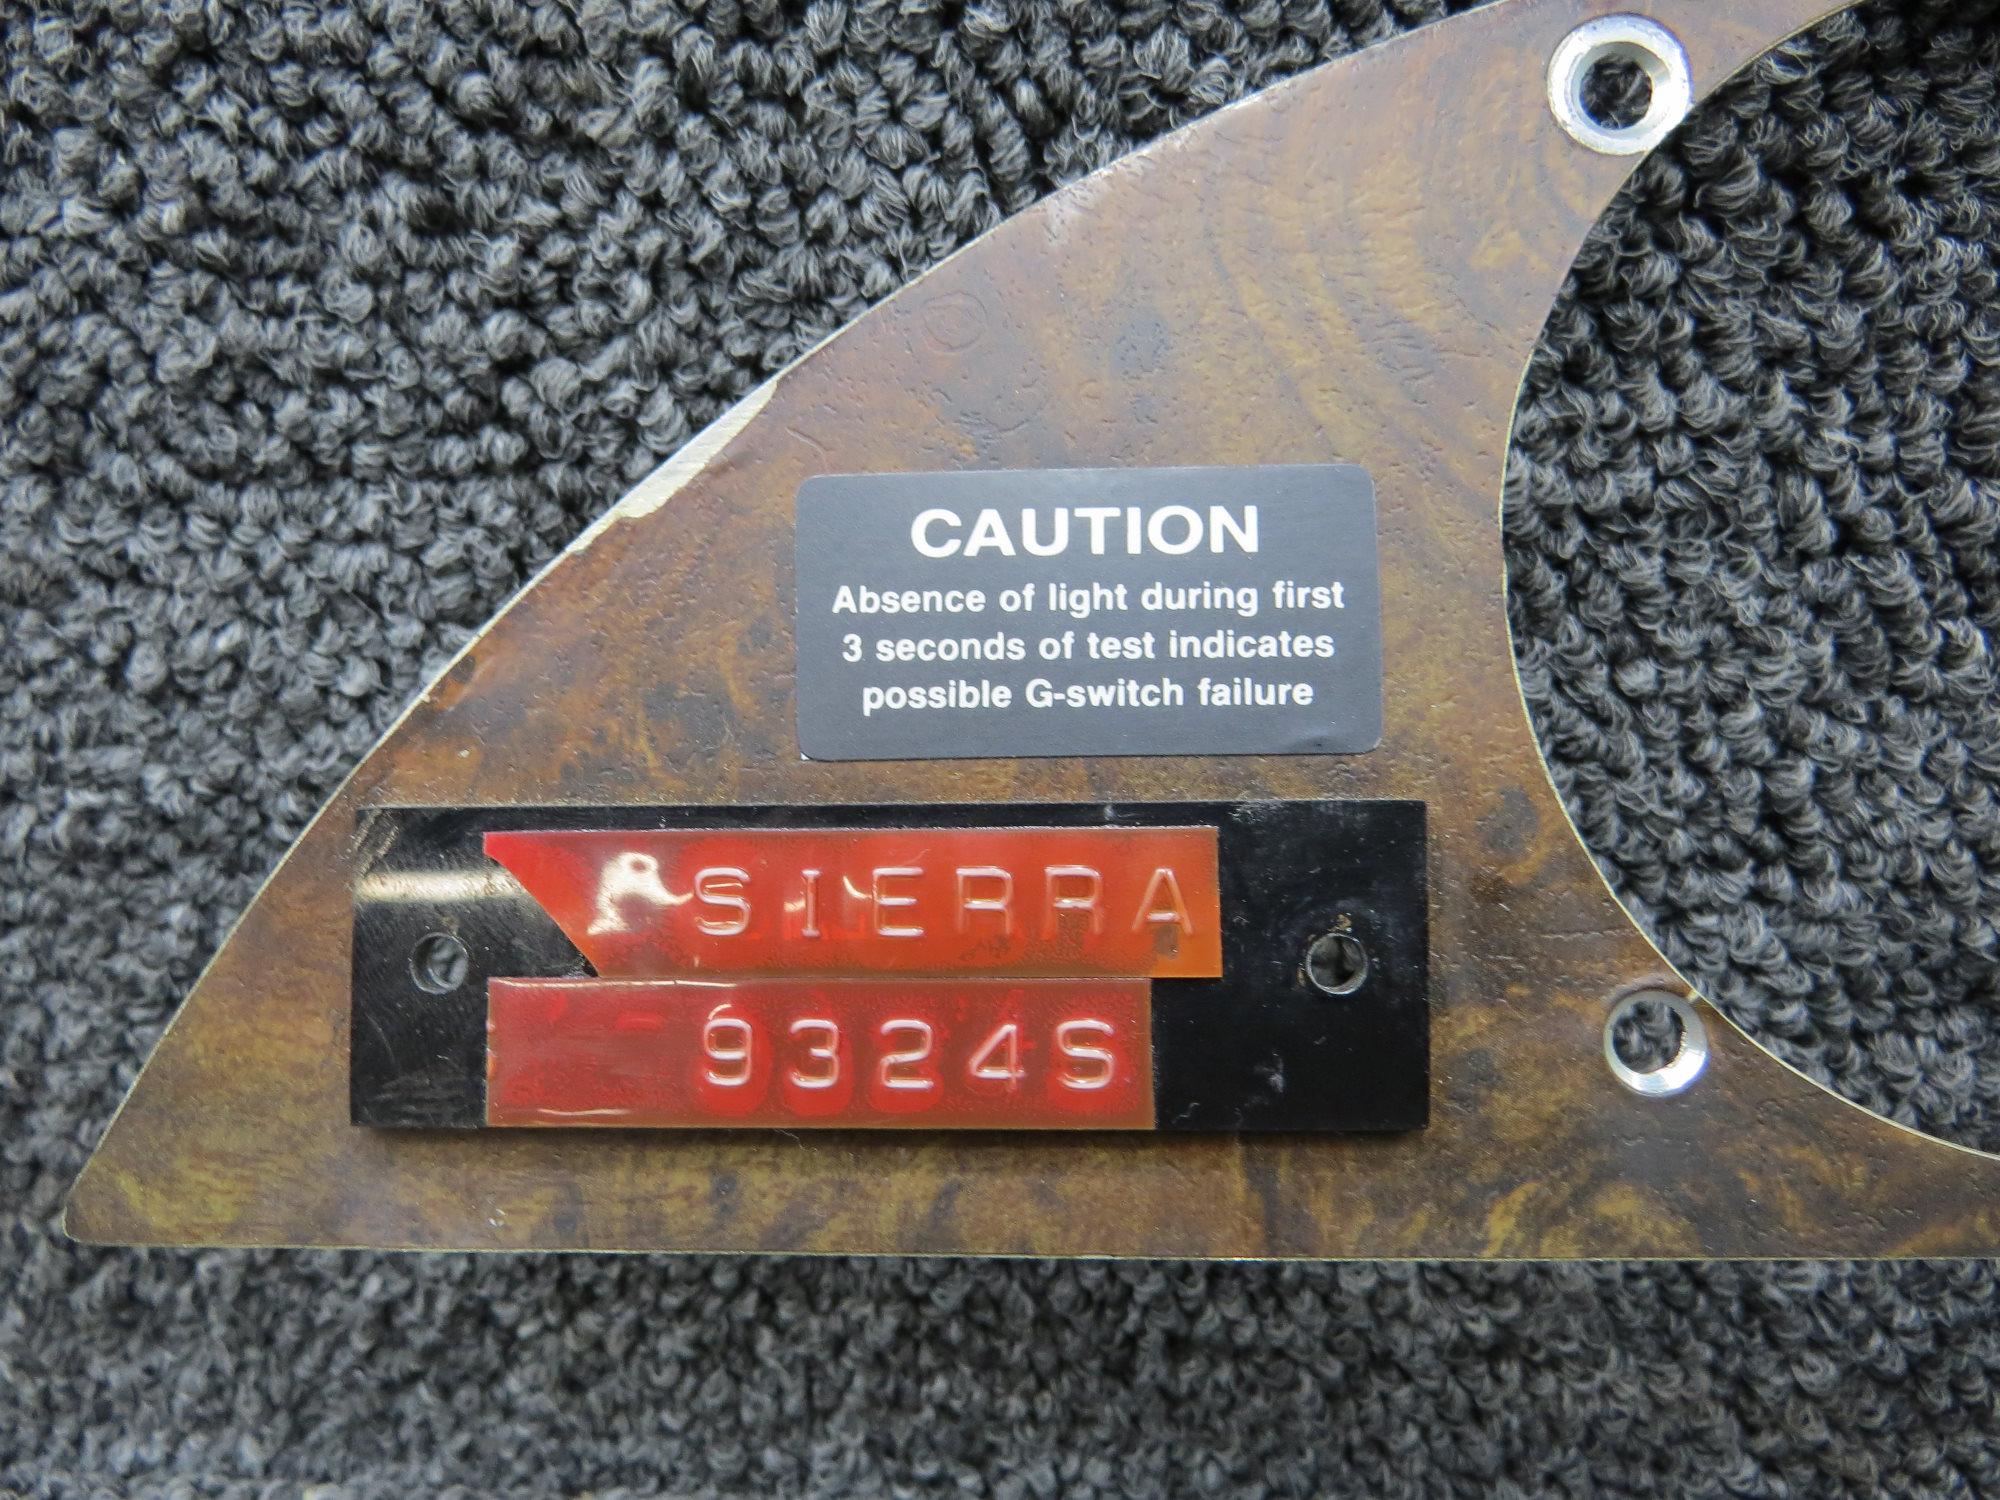 CAUTION
Absence of light during first
3 seconds of test indicates
possible G-switch failure
SIERRA
9324S